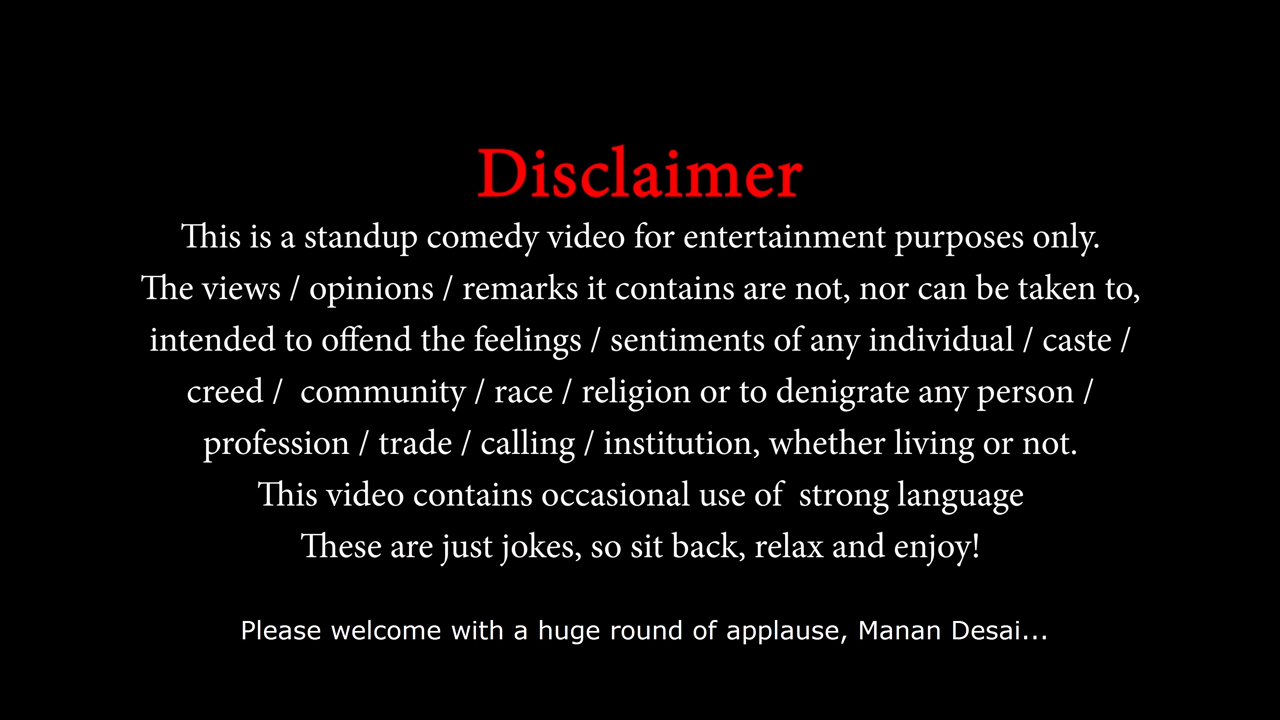 Disclaimer
This is a standup comedy video for entertainment purposes only.
The views / opinions / remarks it contains are not, nor can be taken to,
intended to offend the feelings / sentiments of any individual / caste /
creed /  community / race / religion or to denigrate any person /
profession / trade / calling / institution, whether living or not.
This video contains occasional use of  strong language
These are just jokes, so sit back, relax and enjoy!
Please welcome with a huge round of applause, Manan Desai...